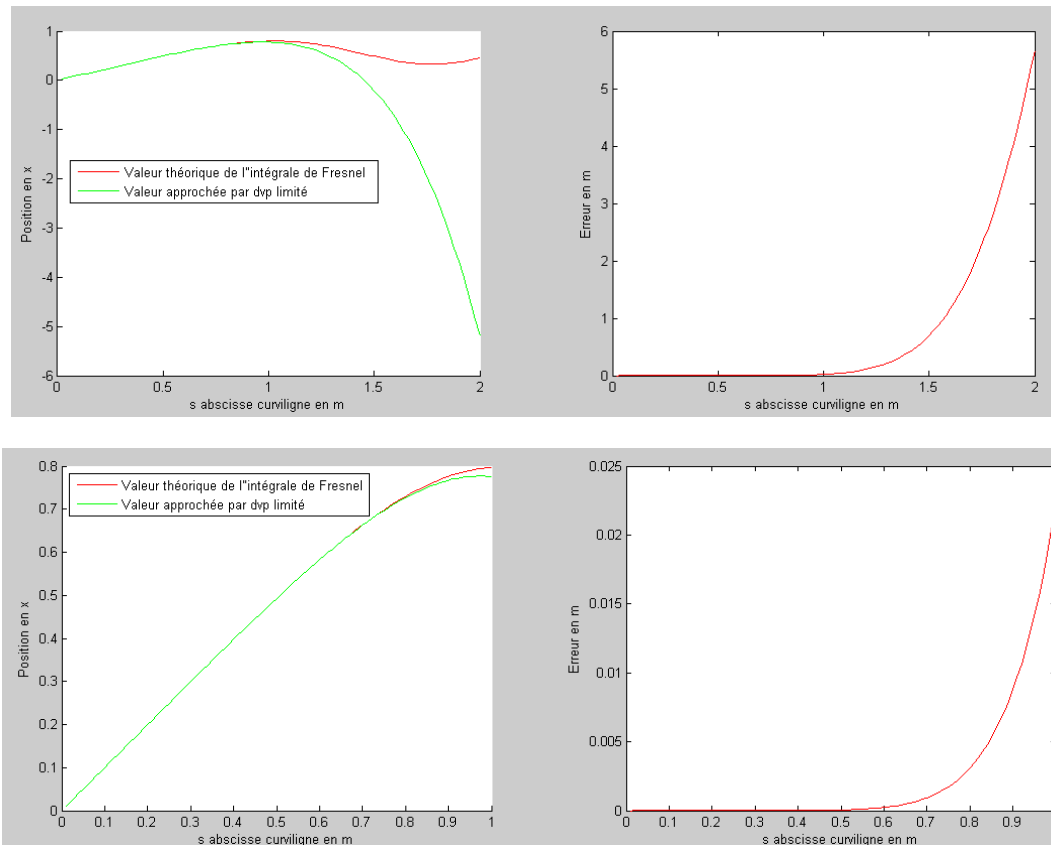 1
0
-1
-2
-3
-4
-5
-6
Position en x
Valeur théorique de l"intégrale de Fresnel
Valeur approchée par dvp limité
0 0.5 1 1.5 2
s abscisse curviligne en m
6
5
4
3
2
1
0
Erreur en m
0 0.5 1 1.5 2
s abscisse curviligne en m
0.8
0.7
0.6
0.5
0.4
0.3
0.2
0.1
0
Position en x
Valeur théorique de l"intégrale de Fresnel
Valeur approchée par dvp limité
0 0.1 0.2 0.3 0.4 0.5 0.6 0.7 0.8 0.9 1
s abscisse curviligne en m
0.025
0.02
0.015
0.01
0.005
0
Erreur en m
0 0.1 0.2 0.3 0.4 0.5 0.6 0.7 0.8 0.9
s abscisse curviligne en m